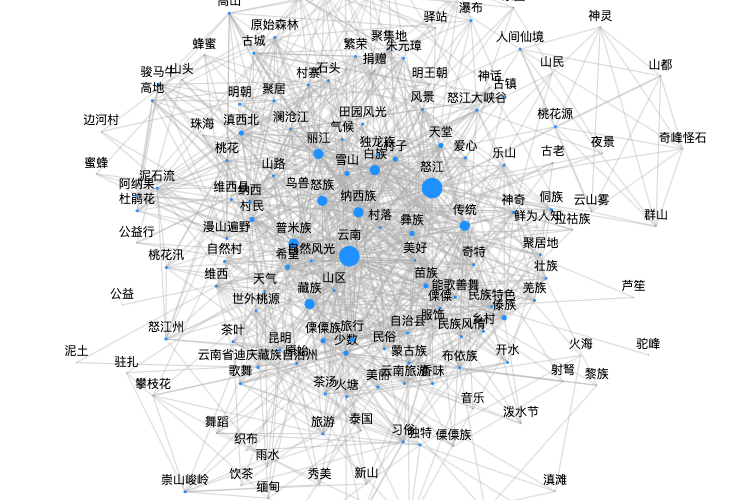 高山
瀑布
神灵
驿站
原始森林
人间仙境
聚集地
古城
繁荣
朱元璋
蜂蜜
捐赠
山民
山都
骏马
山头
村寨
石头
明王朝
神话
高地
古镇
明朝
聚居
风景
怒江大峡谷
边河村
珠海
滇西北
澜沧江
田园风光
桃花源
气候
天堂
夜景
奇峰怪石
丽江
独龙族
村子
爱心
桃花
雪山
白族
乐山
古老
蜜蜂
山路
怒江
泥石流
阿纳果
维西县
纳西
鸟兽
怒族
纳西族
神奇
侗族
云山雾
杜鹃花
村民
村落
传统
鲜为人知
拉祜族
群山
公益行
漫山遍野
普米族
云南
彝族
聚居地
桃花汛
自然村
希望
自然风光
美好
奇特
壮族
维西
天气
山区
苗族
能歌善舞
羌族
芦笙
公益
世外桃源
藏族
傈僳
民族特色
傣族
服饰
乡村
怒江州
茶叶
傈僳族
旅行
自治县
民族风情
泥土
昆明
少数
民俗
火海
驼峰
驻扎
云南省迪庆藏族自治州
原始
蒙古族
布依族
开水
攀枝花
歌舞
美丽
云南旅游
香味
射弩
黎族
茶汤
火塘
音乐
泼水节
舞蹈
旅游
泰国
习俗
独特
傈僳族
织布
雨水
崇山峻岭
饮茶
缅甸
秀美
新山
滇滩